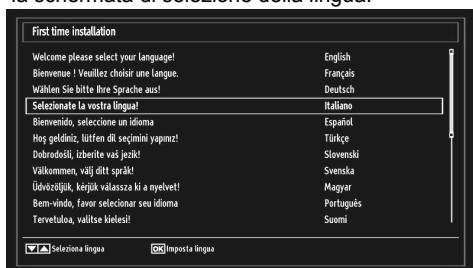 la schermata di selezione della lingua.
First time installation
Welcome please select your language! English
Bienvenue ! Veuillez choisir une langue. Français
Wählen Sie bitte Ihre Sprache aus! Deutsch
Selezionate la vostra lingua! Italiano
Bienvenido, seleccione un idioma Español
Hoş geldiniz, lütfen dil seçimini yapınız! Türkçe
Dobrodošli, izberite vaš jezik! Slovenski
Välkommen, välj ditt språk! Svenska
Üdvözöljük, kérjük válassza ki a nyelvet! Magyar
Bem-vindo, favor selecionar seu idioma Português
Tervetuloa, valitse kielesi! Suomi
Seleziona lingua OK Imposta lingua